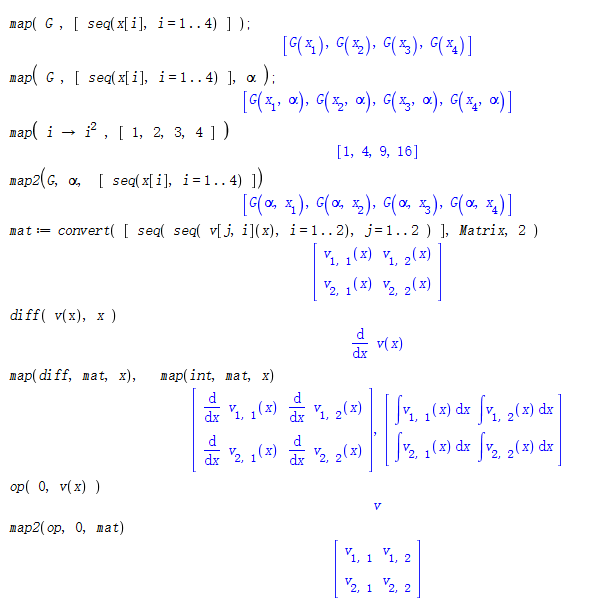 map( G , [ seq(x[i], i=1..4) ] );
[G(x₁), G(x₂), G(x₃), G(x₄)]
map( G , [ seq(x[i], i=1..4) ], α );
[G(x₁, α), G(x₂, α), G(x₃, α), G(x₄, α)]
map( i → i² , [ 1, 2, 3, 4 ] )
[1, 4, 9, 16]
map2(G, α, [ seq(x[i], i=1..4) ])
[G(α, x₁), G(α, x₂), G(α, x₃), G(α, x₄)]
mat := convert( [ seq( seq( v[j, i](x), i=1..2), j=1..2 ) ], Matrix, 2 )
v₁, ₁(x) v₁, ₂(x)
v₂, ₁(x) v₂, ₂(x)
diff( v(x), x )
d/dx v(x)
map(diff, mat, x), map(int, mat, x)
d/dx v₁, ₁(x) d/dx v₁, ₂(x) , ∫v₁, ₁(x) dx ∫v₁, ₂(x) dx
d/dx v₂, ₁(x) d/dx v₂, ₂(x) ∫v₂, ₁(x) dx ∫v₂, ₂(x) dx
op( 0, v(x) )
v
map2(op, 0, mat)
v₁, ₁ v₁, ₂
v₂, ₁ v₂, ₂